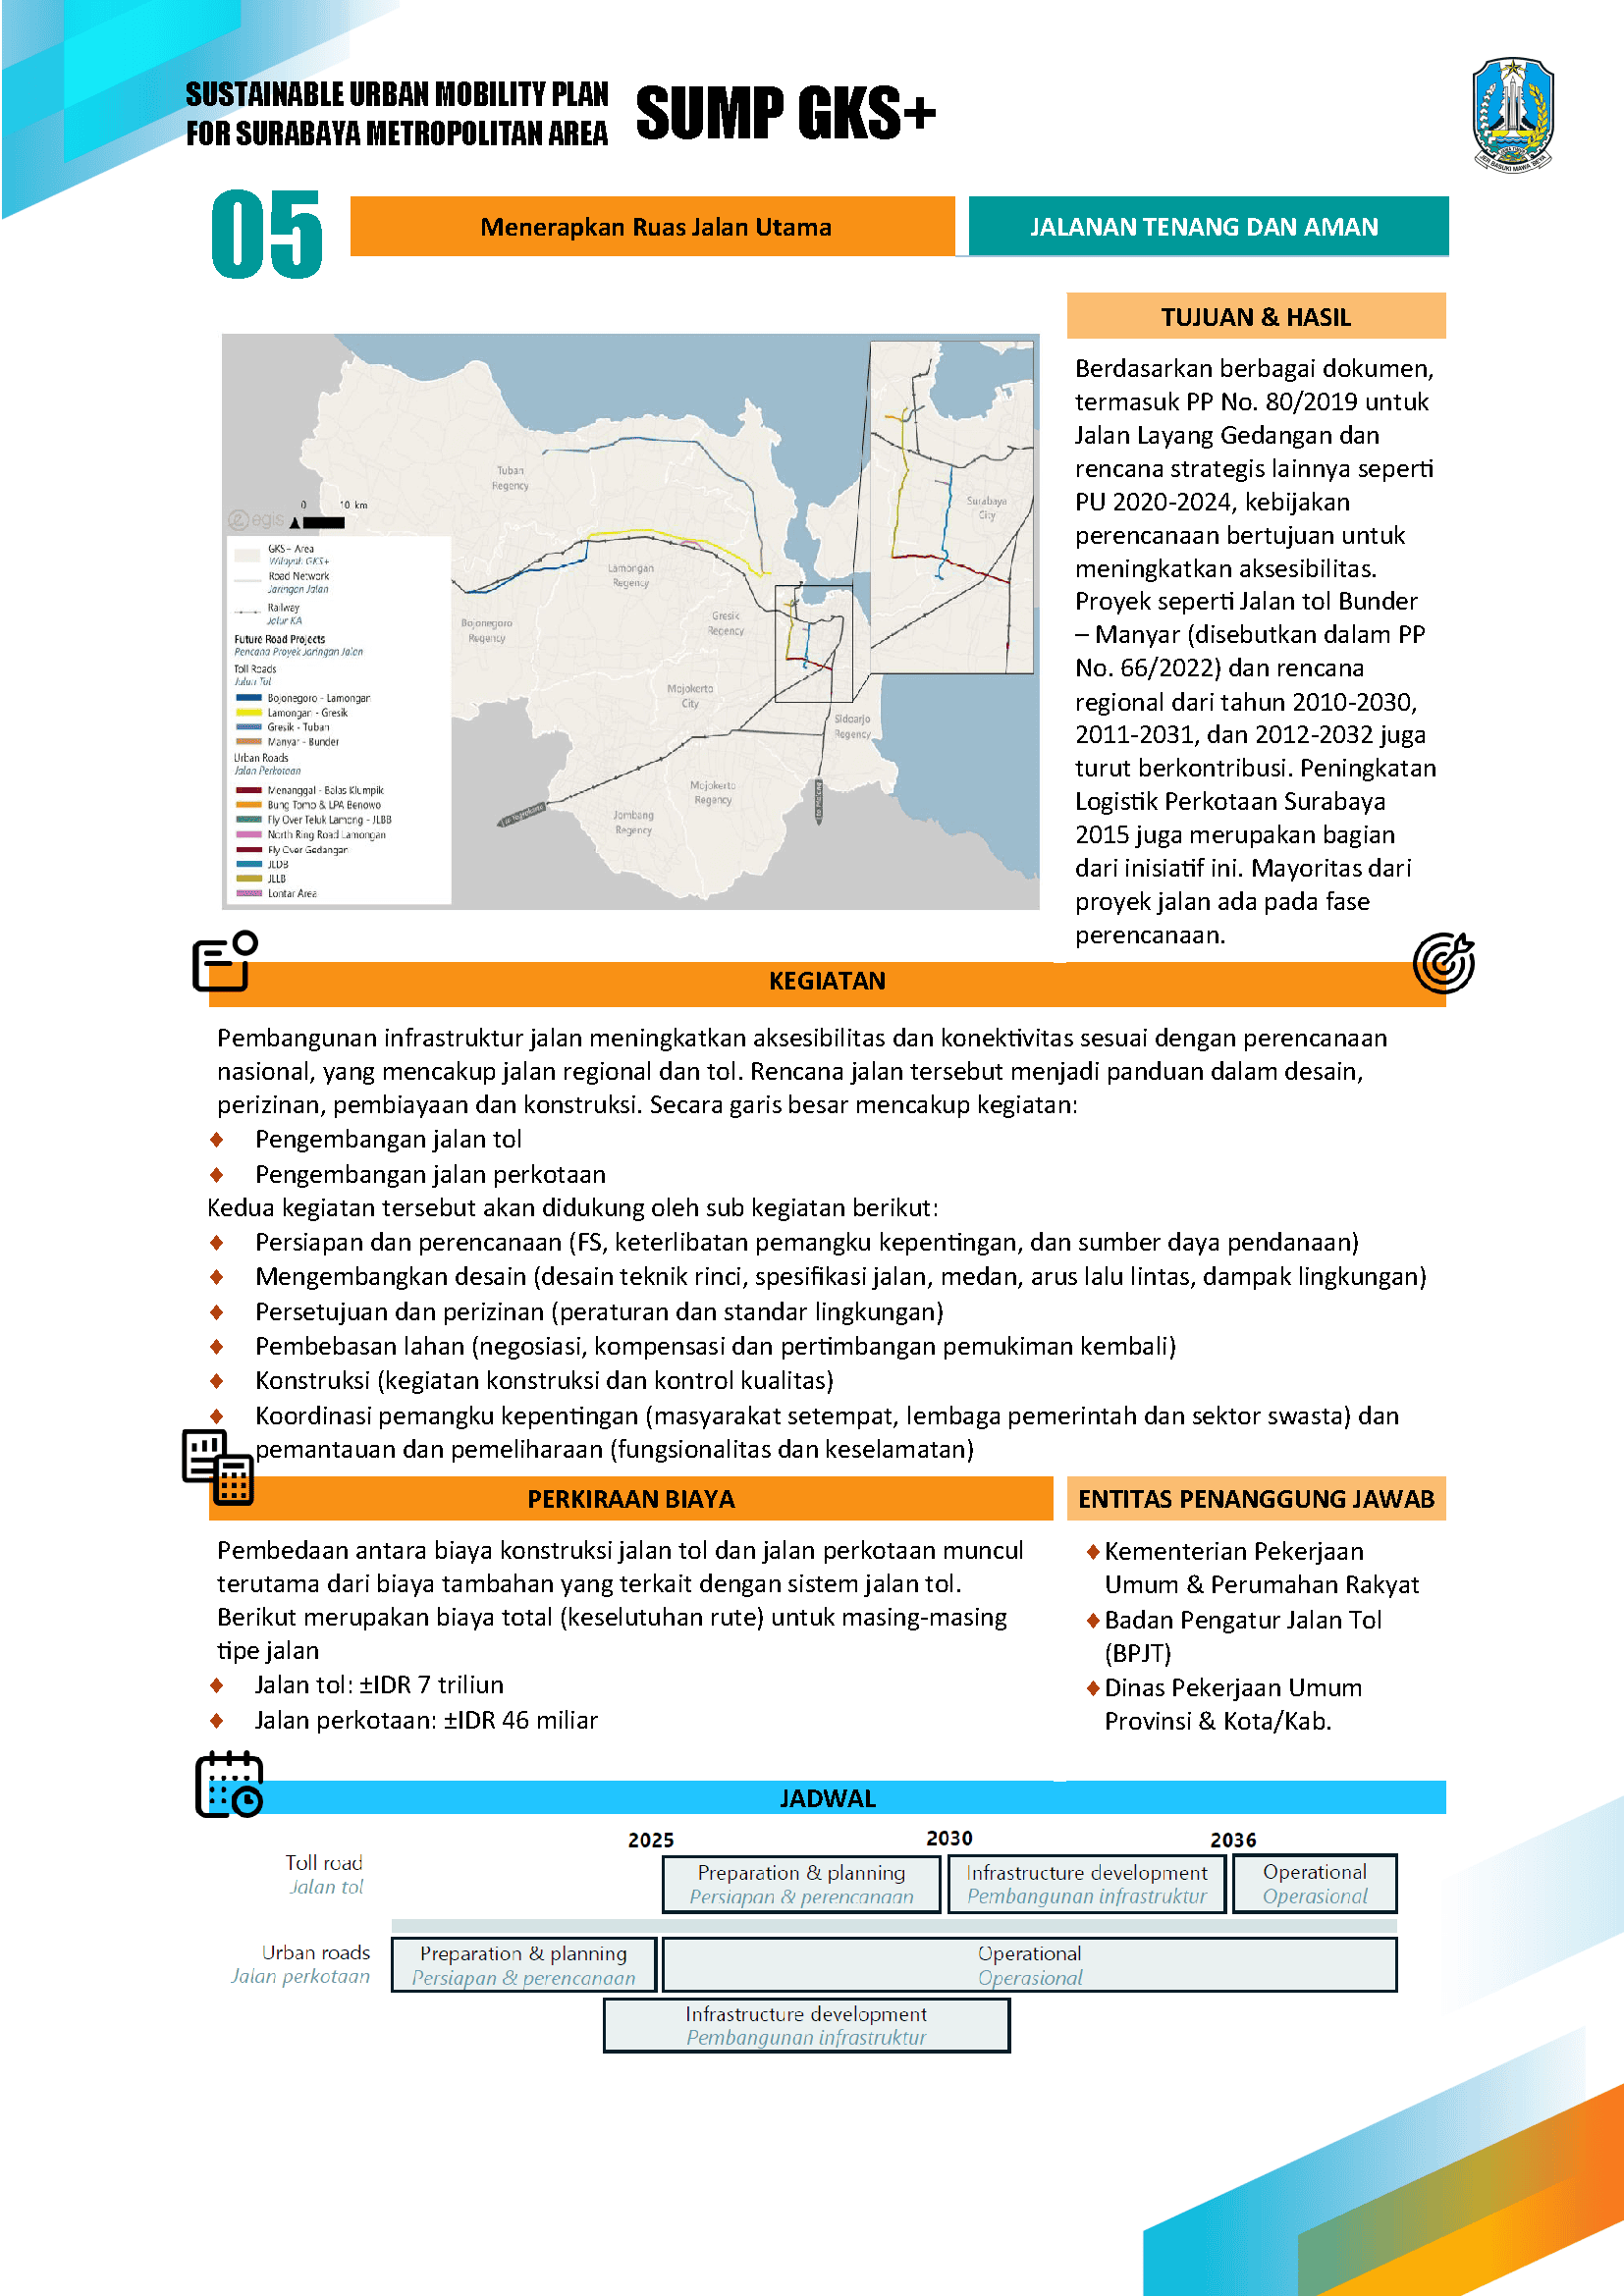 SUSTAINABLE URBAN MOBILITY PLAN
FOR SURABAYA METROPOLITAN AREA
SUMP GKS+
JER BASUKI MAWA BEYA
05
Menerapkan Ruas Jalan Utama
JALANAN TENANG DAN AMAN
Tuban
Regency
Lamongan
Regency
Bojonegoro
Regency
Gresik
Regency
Mojokerto
City
Sidoarjo
Regency
Mojokerto
Regency
Jombang
Regency
Surabaya
City
0 10 km
egis
GKS+ Area
Wilayah GKS+
Road Network
Jaringan Jalan
Railway
Jalur KA
Future Road Projects
Rencana Proyek Jaringan Jalan
Toll Roads
Jalan Tol
Bojonegoro - Lamongan
Lamongan - Gresik
Gresik - Tuban
Manyar - Bunder
Urban Roads
Jalan Perkotaan
Menanggal - Balas Klumpik
Bung Tomo & LPA Benowo
Fly Over Teluk Lamong - JLBB
North Ring Road Lamongan
Fly Over Gedangan
JLDB
JLLB
Lontar Area
TUJUAN & HASIL
Berdasarkan berbagai dokumen,
termasuk PP No. 80/2019 untuk
Jalan Layang Gedangan dan
rencana strategis lainnya seperti
PU 2020-2024, kebijakan
perencanaan bertujuan untuk
meningkatkan aksesibilitas.
Proyek seperti Jalan tol Bunder
– Manyar (disebutkan dalam PP
No. 66/2022) dan rencana
regional dari tahun 2010-2030,
2011-2031, dan 2012-2032 juga
turut berkontribusi. Peningkatan
Logistik Perkotaan Surabaya
2015 juga merupakan bagian
dari inisiatif ini. Mayoritas dari
proyek jalan ada pada fase
perencanaan.
KEGIATAN
Pembangunan infrastruktur jalan meningkatkan aksesibilitas dan konektivitas sesuai dengan perencanaan
nasional, yang mencakup jalan regional dan tol. Rencana jalan tersebut menjadi panduan dalam desain,
perizinan, pembiayaan dan konstruksi. Secara garis besar mencakup kegiatan:
♦ Pengembangan jalan tol
♦ Pengembangan jalan perkotaan
Kedua kegiatan tersebut akan didukung oleh sub kegiatan berikut:
♦ Persiapan dan perencanaan (FS, keterlibatan pemangku kepentingan, dan sumber daya pendanaan)
♦ Mengembangkan desain (desain teknik rinci, spesifikasi jalan, medan, arus lalu lintas, dampak lingkungan)
♦ Persetujuan dan perizinan (peraturan dan standar lingkungan)
♦ Pembebasan lahan (negosiasi, kompensasi dan pertimbangan pemukiman kembali)
♦ Konstruksi (kegiatan konstruksi dan kontrol kualitas)
♦ Koordinasi pemangku kepentingan (masyarakat setempat, lembaga pemerintah dan sektor swasta) dan
pemantauan dan pemeliharaan (fungsionalitas dan keselamatan)
PERKIRAAN BIAYA
Pembedaan antara biaya konstruksi jalan tol dan jalan perkotaan muncul
terutama dari biaya tambahan yang terkait dengan sistem jalan tol.
Berikut merupakan biaya total (keselutuhan rute) untuk masing-masing
tipe jalan
♦ Jalan tol: ±IDR 7 triliun
♦ Jalan perkotaan: ±IDR 46 miliar
ENTITAS PENANGGUNG JAWAB
♦ Kementerian Pekerjaan
Umum & Perumahan Rakyat
♦ Badan Pengatur Jalan Tol
(BPJT)
♦ Dinas Pekerjaan Umum
Provinsi & Kota/Kab.
JADWAL
2025 2030 2036
Toll road
Jalan tol
Preparation & planning
Persiapan & perencanaan
Infrastructure development
Pembangunan infrastruktur
Operational
Operasional
Urban roads
Jalan perkotaan
Preparation & planning
Persiapan & perencanaan
Operational
Operasional
Infrastructure development
Pembangunan infrastruktur